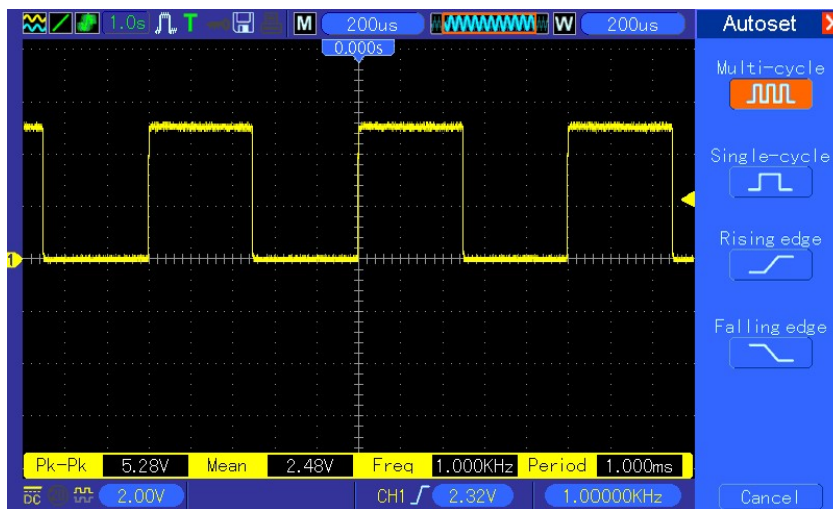 1.0s T M 200us W 200us Autoset X
0.000s
Multi-cycle
Single-cycle
Rising edge
Falling edge
1
Pk-Pk 5.28V Mean 2.48V Freq 1.000KHz Period 1.000ms
DC 2.00V CH1 2.32V 1.00000KHz Cancel